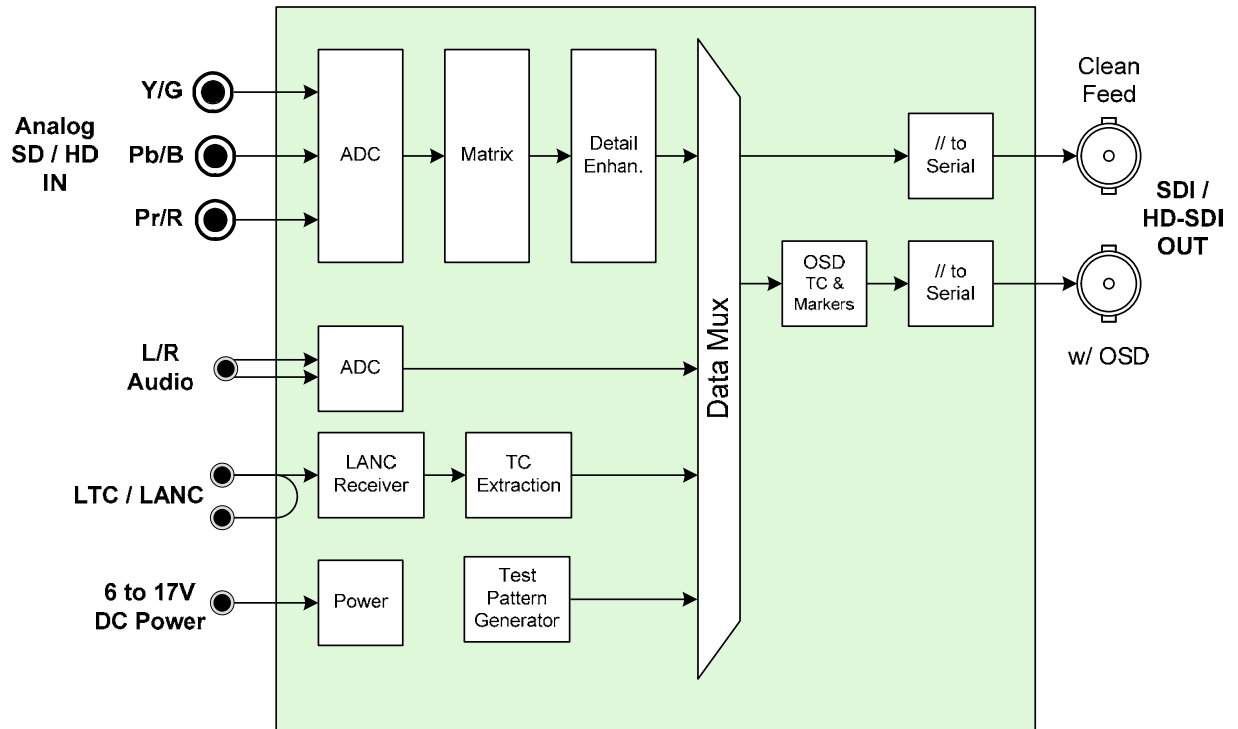 Analog
SD / HD
IN
Y/G
Pb/B
Pr/R
ADC
Matrix
Detail
Enhan.
// to
Serial
Clean
Feed
SDI /
HD-SDI
OUT
OSD
TC &
Markers
// to
Serial
w/ OSD
L/R
Audio
ADC
Data Mux
LTC / LANC
LANC
Receiver
TC
Extraction
6 to 17V
DC Power
Power
Test
Pattern
Generator